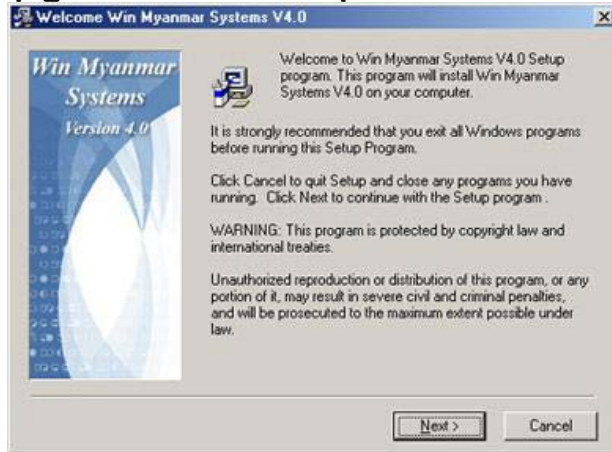 Welcome Win Myanmar Systems V4.0
Win Myanmar
Systems
Version 4.0
Welcome to Win Myanmar Systems V4.0 Setup
program. This program will install Win Myanmar
Systems V4.0 on your computer.
It is strongly recommended that you exit all Windows programs
before running this Setup Program.
Click Cancel to quit Setup and close any programs you have
running. Click Next to continue with the Setup program .
WARNING: This program is protected by copyright law and
international treaties.
Unauthorized reproduction or distribution of this program, or any
portion of it, may result in severe civil and criminal penalties,
and will be prosecuted to the maximum extent possible under
law.
Next >
Cancel